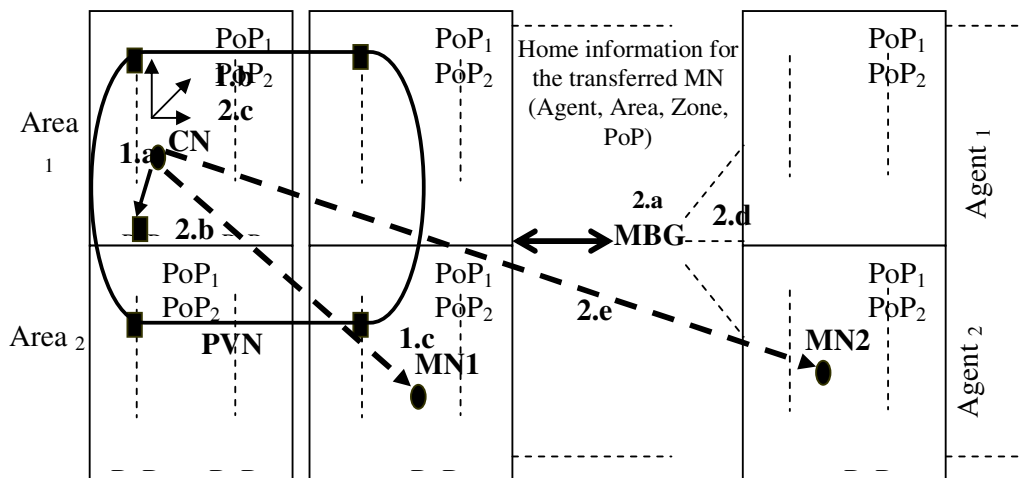 PoP1
PoP2
PoP1
PoP2
Home information for
the transferred MN
(Agent, Area, Zone,
PoP)
PoP1
PoP2
Area
1
1.b
2.c
CN
1.a
2.b
2.a
MBG
2.d
Agent 1
PoP1
PoP2
PoP1
PoP2
PoP1
PoP2
Area 2
PVN
1.c
MN1
2.e
MN2
Agent 2